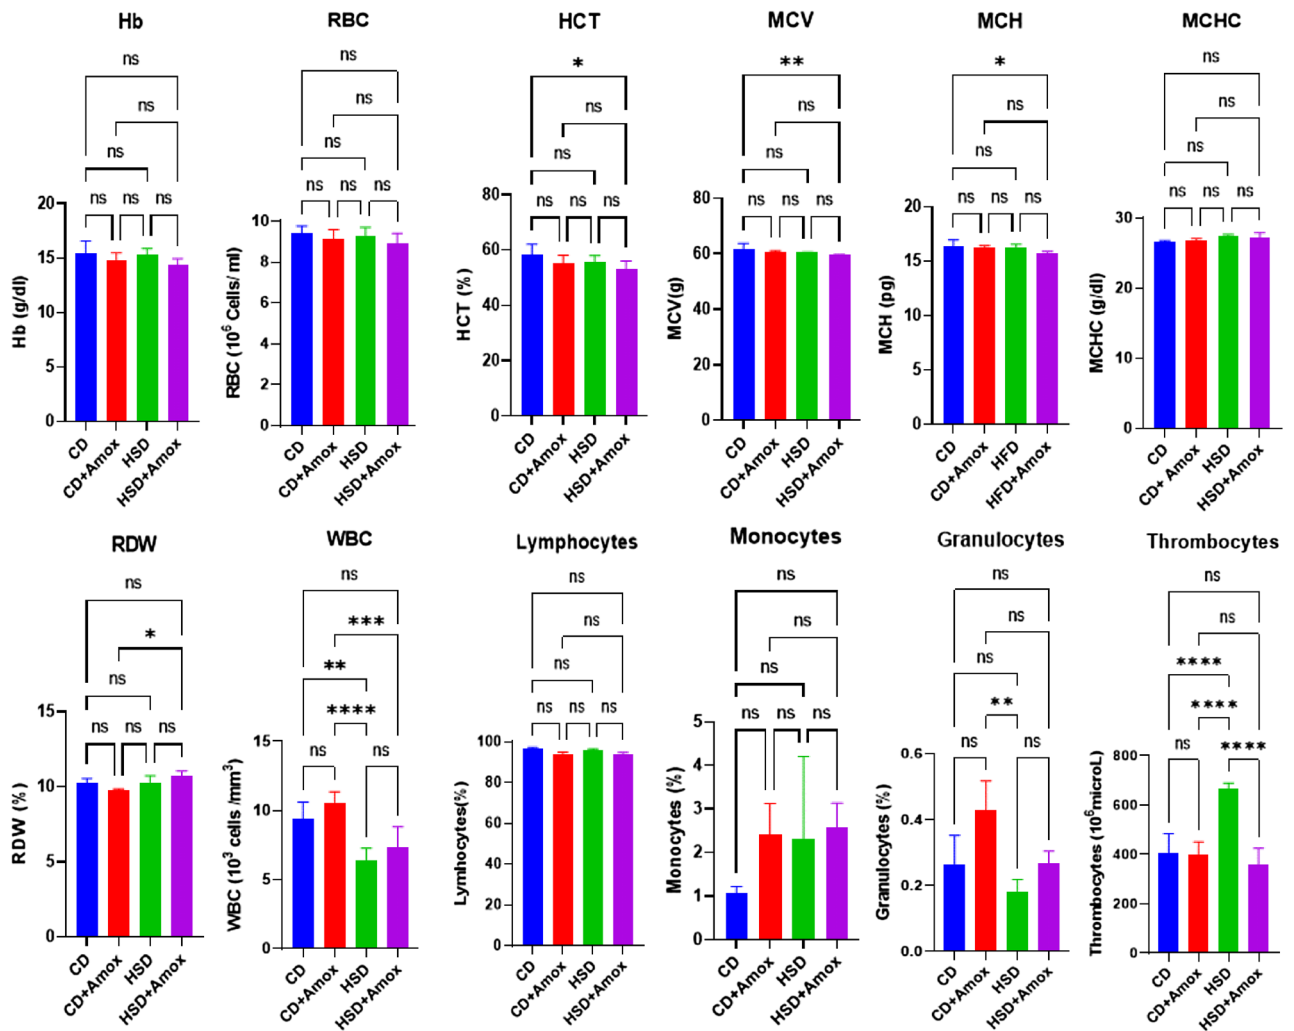 Hb
ns
ns
ns
ns ns ns
Hb (g/dl)
20
15
10
5
0
CD
CD+Amox
HSD
HSD+Amox
RBC
ns
ns
ns
ns ns ns
RBC (10⁶ Cells/ ml)
10
8
6
4
2
0
CD
CD+Amox
HSD
HSD+Amox
HCT
*
ns
ns
ns ns ns
HCT (%)
80
60
40
20
0
CD
CD+Amox
HSD
HSD+Amox
MCV
**
ns
ns
ns ns ns
MCV(g)
80
60
40
20
0
CD
CD+Amox
HSD
HSD+Amox
MCH
*
ns
ns
ns ns ns
MCH (pg)
20
15
10
5
0
CD
CD+Amox
HFD
HFD+Amox
MCHC
ns
ns
ns
ns ns ns
MCHC (g/dl)
30
20
10
0
CD
CD+ Amox
HSD
HSD+Amox
RDW
ns
*
ns
ns ns ns
RDW (%)
15
10
5
0
CD
CD+Amox
HSD
HSD+Amox
WBC
ns
***
**
****
ns ns
WBC (10³ cells /mm³)
15
10
5
0
CD
CD+Amox
HSD
HSD+Amox
Lymphocytes
ns
ns
ns
ns ns ns
Lymhocytes(%)
100
80
60
40
20
0
CD
CD+Amox
HSD
HSD+Amox
Monocytes
ns
ns
ns
ns ns ns
Monocytes (%)
5
4
3
2
1
0
CD
CD+Amox
HSD
HSD+Amox
Granulocytes
ns
ns
ns
**
ns ns
Granulocytes (%)
0.6
0.4
0.2
0.0
CD
CD+Amox
HSD
HSD+Amox
Thrombocytes
ns
ns
****
****
ns ****
Thrombocytes (10⁶microL)
800
600
400
200
0
CD
CD+Amox
HSD
HSD+Amox